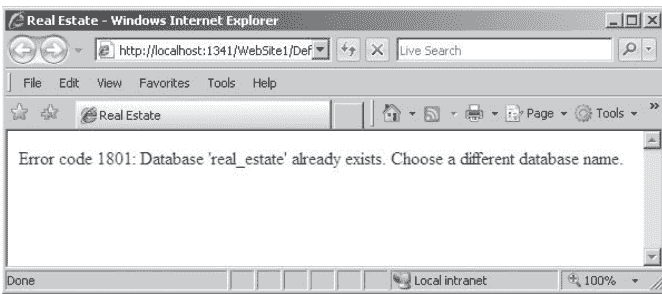 Real Estate - Windows Internet Explorer
http://localhost:1341/WebSite1/Def
Live Search
File Edit View Favorites Tools Help
Real Estate
Page Tools
Error code 1801: Database 'real_estate' already exists. Choose a different database name.
Done Local intranet 100%